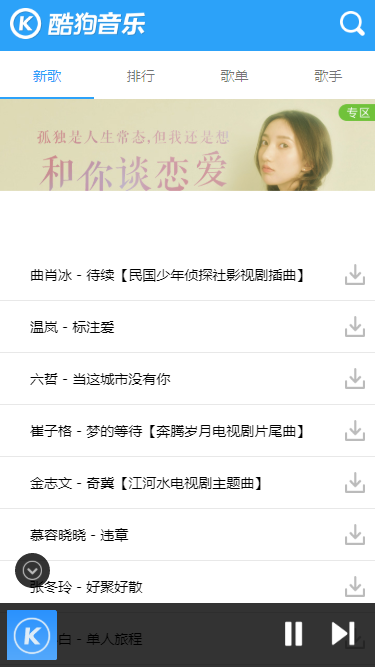 酷狗音乐
新歌
排行
歌单
歌手
专区
孤独是人生常态,但我还是想
和你谈恋爱
曲肖冰 - 待续【民国少年侦探社影视剧插曲】
温岚 - 标注爱
六哲 - 当这城市没有你
崔子格 - 梦的等待【奔腾岁月电视剧片尾曲】
金志文 - 奇冀【江河水电视剧主题曲】
慕容晓晓 - 违章
张冬玲 - 好聚好散
白 - 单人旅程